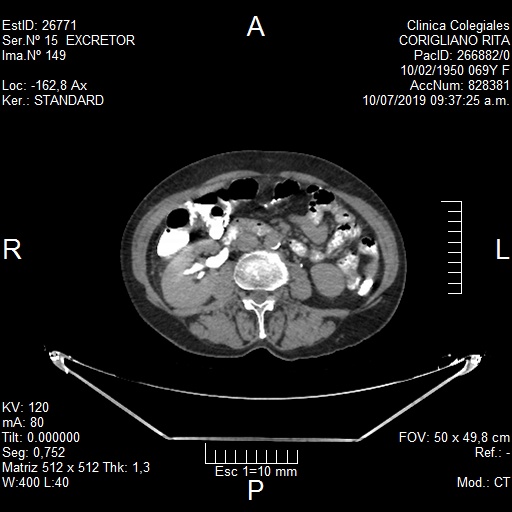 EstID: 26771
Ser.Nº 15 EXCRETOR
Ima.Nº 149
Loc: -162,8 Ax
Ker.: STANDARD
A
Clinica Colegiales
CORIGLIANO RITA
PacID: 266882/0
10/02/1950 069Y F
AccNum: 828381
10/07/2019 09:37:25 a.m.
R
L
KV: 120
mA: 80
Tilt: 0.000000
Seg: 0,752
Matriz 512 x 512 Thk: 1,3
W:400 L:40
Esc 1=10 mm
P
FOV: 50 x 49,8 cm
Ref.: -
Mod.: CT